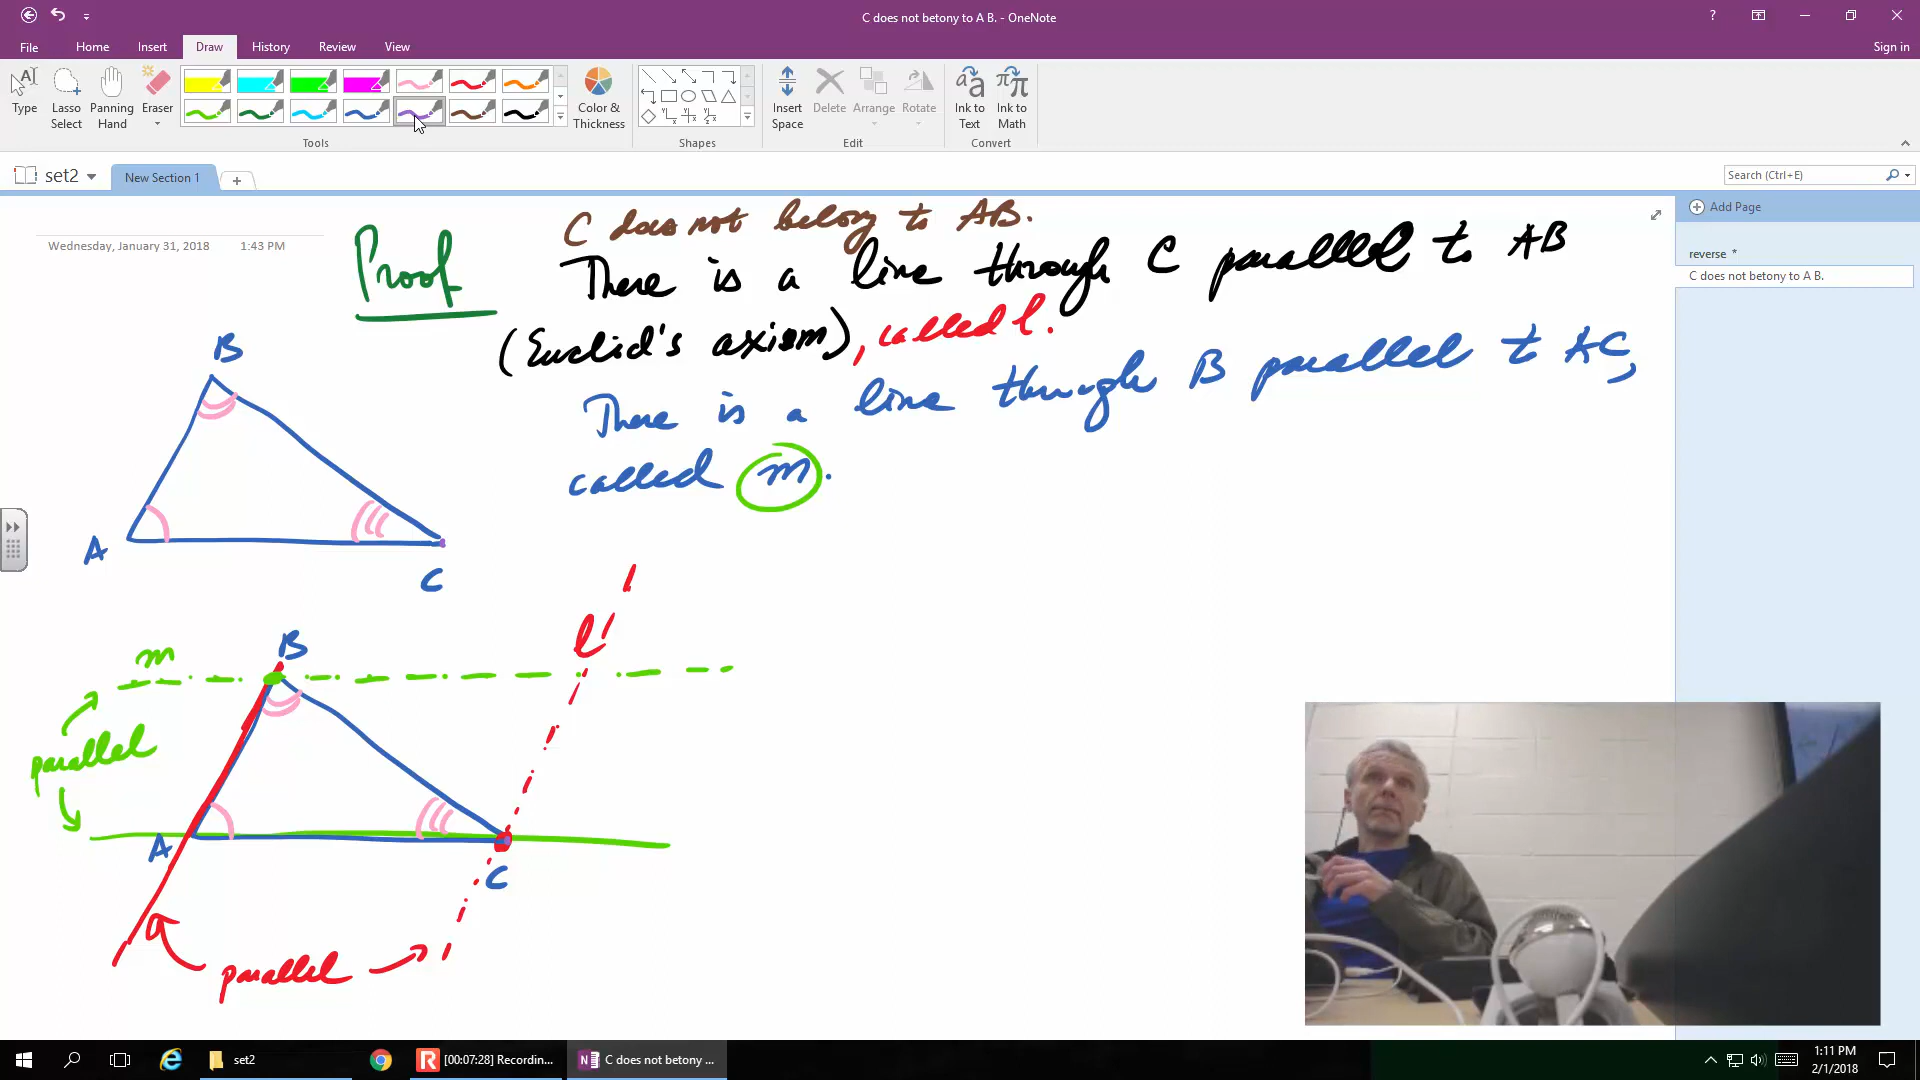 C does not betony to A B. - OneNote
?
File
Home
Insert
Draw
History
Review
View
Sign in
Type
Lasso Select
Panning Hand
Eraser
Color & Thickness
Insert Space
Delete
Arrange
Rotate
Ink to Text
Ink to Math
Tools
Shapes
Edit
Convert
set2
New Section 1
Search (Ctrl+E)
Add Page
reverse *
C does not betony to A B.
Wednesday, January 31, 2018
1:43 PM
Proof
C does not belong to AB.
There is a line through C parallel to AB
(Euclid's axiom), called l.
There is a line through B parallel to AC,
called m.
B
A
C
m
B
l
parallel
A
C
parallel
set2
[00:07:28] Recordin...
C does not betony ...
1:11 PM
2/1/2018